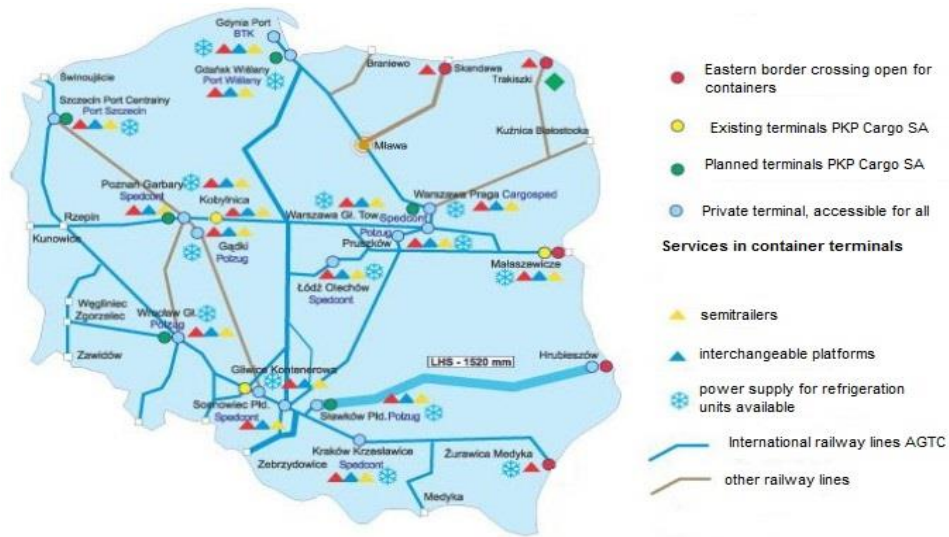 Gdynia Port
BTK
Gdańsk Wiślany
Port Wiślany
Braniewo
Skandawa
Trakiszki
Świnoujście
Szczecin Port Centralny
Port Szczecin
Kuźnica Białostocka
Mława
Poznań Garbary
Spedcont
Kobylnica
Warszawa Gł. Tow.
Spedcont
Warszawa Praga Cargosped
Rzepin
Kunowice
Gądki
Polzug
Polzug
Pruszków
Małaszewicze
Łódź Olechów
Spedcont
Węgliniec
Zgorzelec
Wrocław Gł.
Polzug
Zawidów
LHS - 1520 mm
Hrubieszów
Gliwice Kontenerowa
Sosnowiec Płd.
Spedcont
Sławków Płd. Polzug
Kraków Krzesławice
Spedcont
Zebrzydowice
Żurawica Medyka
Medyka
Eastern border crossing open for
containers
Existing terminals PKP Cargo SA
Planned terminals PKP Cargo SA
Private terminal, accessible for all
Services in container terminals
semitrailers
interchangeable platforms
power supply for refrigeration
units available
International railway lines AGTC
other railway lines